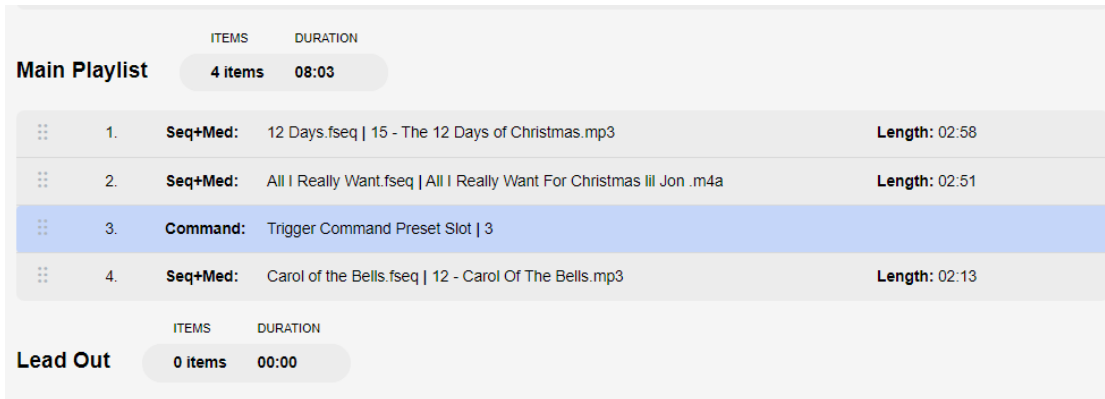 ITEMS DURATION
Main Playlist 4 items 08:03
1. Seq+Med: 12 Days.fseq | 15 - The 12 Days of Christmas.mp3 Length: 02:58
2. Seq+Med: All I Really Want.fseq | All I Really Want For Christmas lil Jon .m4a Length: 02:51
3. Command: Trigger Command Preset Slot | 3
4. Seq+Med: Carol of the Bells.fseq | 12 - Carol Of The Bells.mp3 Length: 02:13
ITEMS DURATION
Lead Out 0 items 00:00